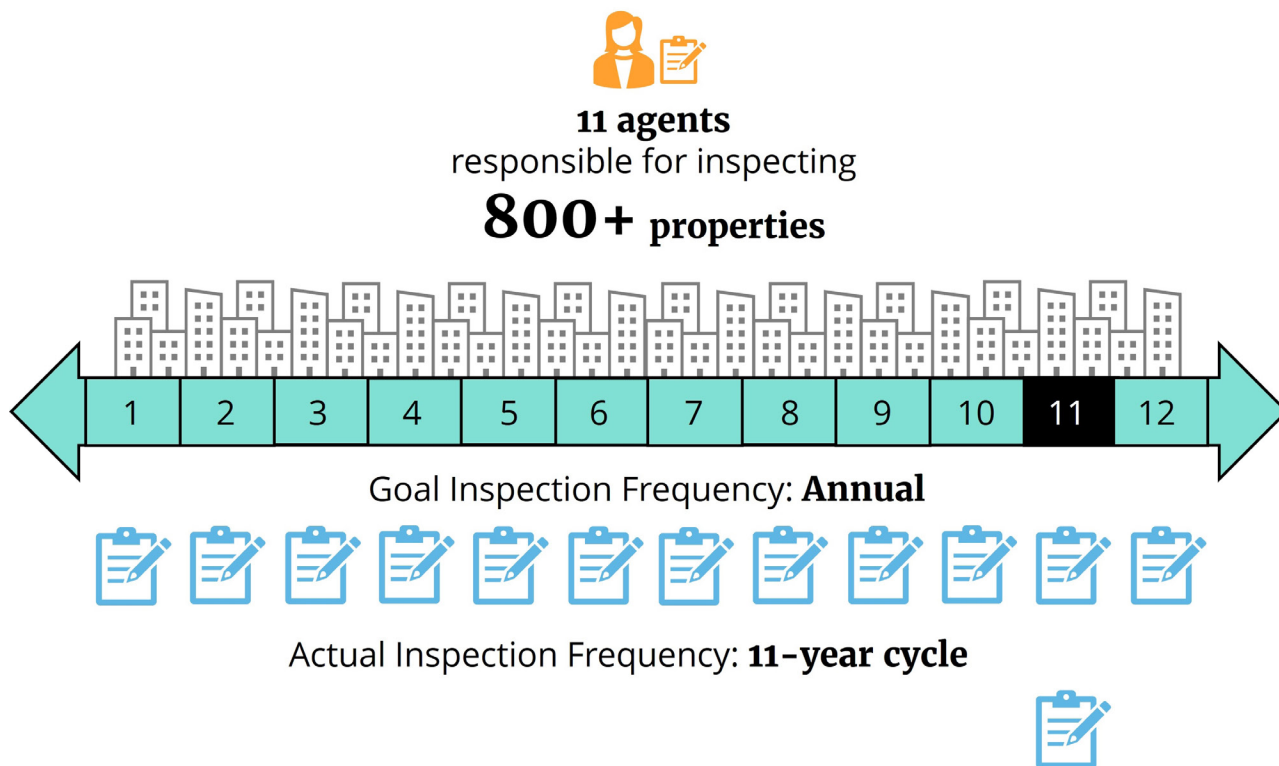 11 agents
responsible for inspecting
800+ properties
1 2 3 4 5 6 7 8 9 10 11 12
Goal Inspection Frequency: Annual
Actual Inspection Frequency: 11-year cycle